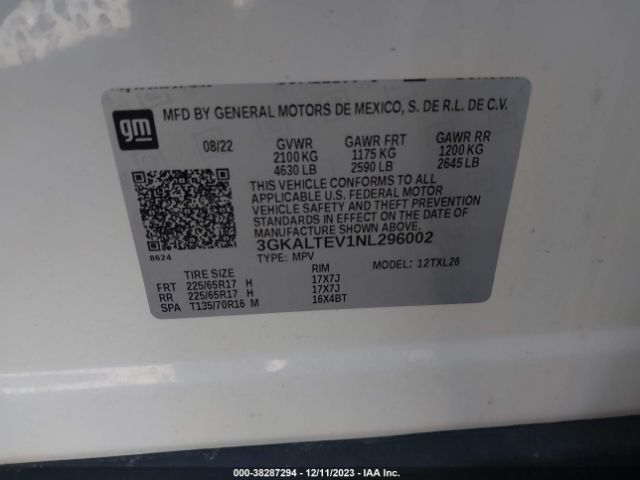 gm
MFD BY GENERAL MOTORS DE MEXICO, S. DE R.L. DE C.V.
08/22 GVWR GAWR FRT GAWR RR
2100 KG 1175 KG 1200 KG
4630 LB 2590 LB 2645 LB
THIS VEHICLE CONFORMS TO ALL
APPLICABLE U.S. FEDERAL MOTOR
VEHICLE SAFETY AND THEFT PREVENTION
STANDARDS IN EFFECT ON THE DATE OF
MANUFACTURE SHOWN ABOVE.
3GKALTEV1NL296002
8624
TYPE: MPV MODEL: 12TXL26
TIRE SIZE RIM
FRT 225/65R17 H 17X7J
RR 225/65R17 H 17X7J
SPA T135/70R16 M 16X4BT
000-38287294 - 12/11/2023 - IAA Inc.